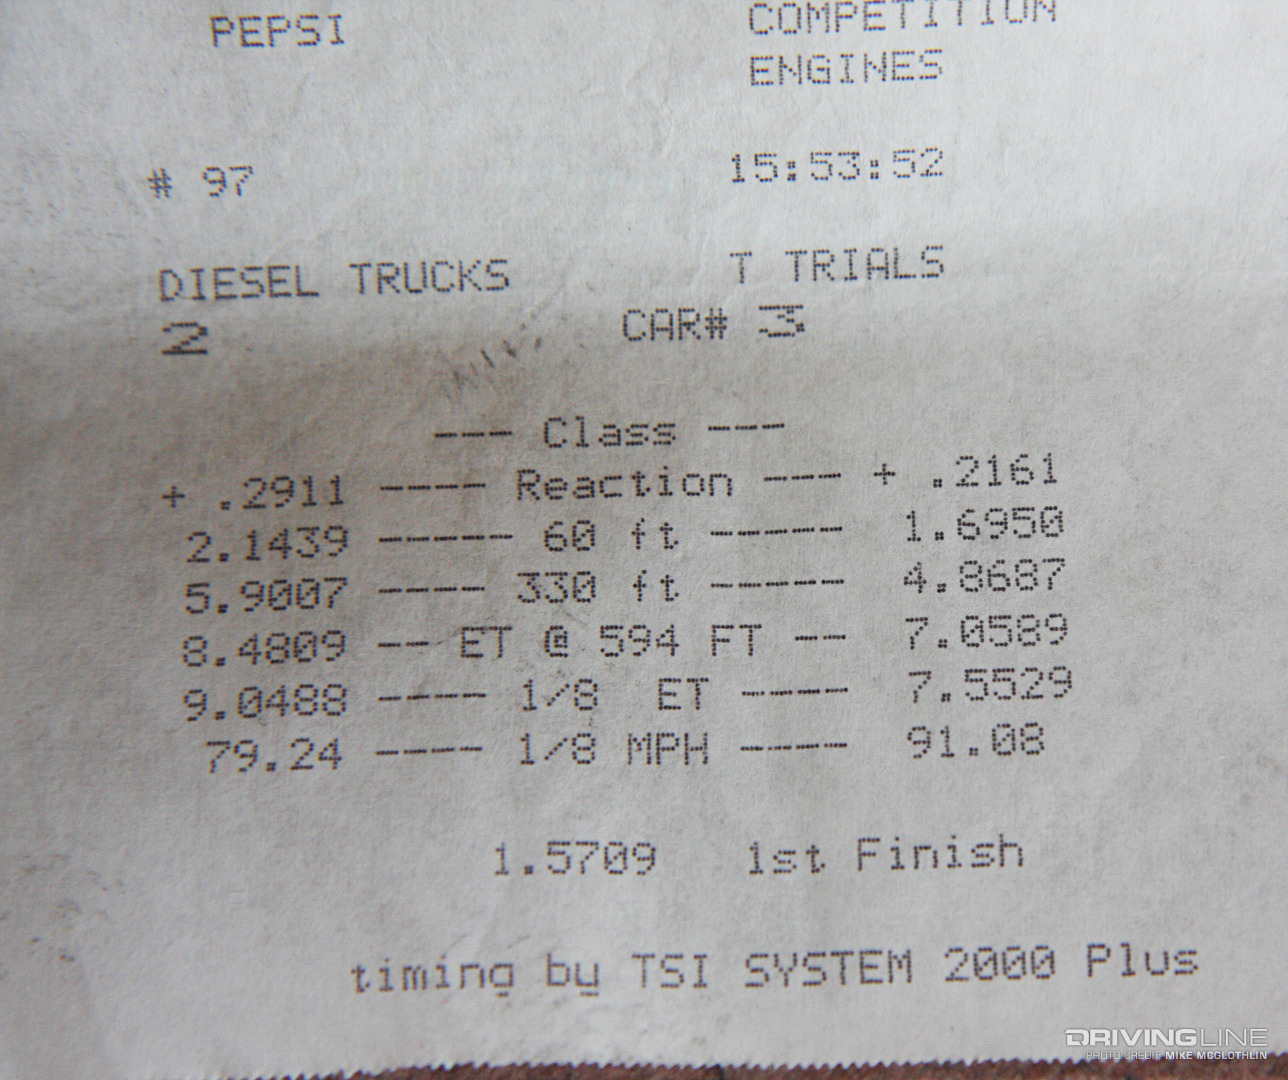 PEPSI COMPETITION
ENGINES
# 97 15:53:52
DIESEL TRUCKS T TRIALS
2 CAR# 3
--- Class ---
+ .2911 ---- Reaction --- + .2161
2.1439 ----- 60 ft ----- 1.6950
5.9007 ---- 330 ft ----- 4.8687
8.4809 -- ET @ 594 FT -- 7.0589
9.0488 ---- 1/8 ET ---- 7.5529
79.24 ---- 1/8 MPH ---- 91.08
1.5709 1st Finish
timing by TSI SYSTEM 2000 Plus
DRIVINGLINE
PHOTO CREDIT MIKE MCGLOTHLIN